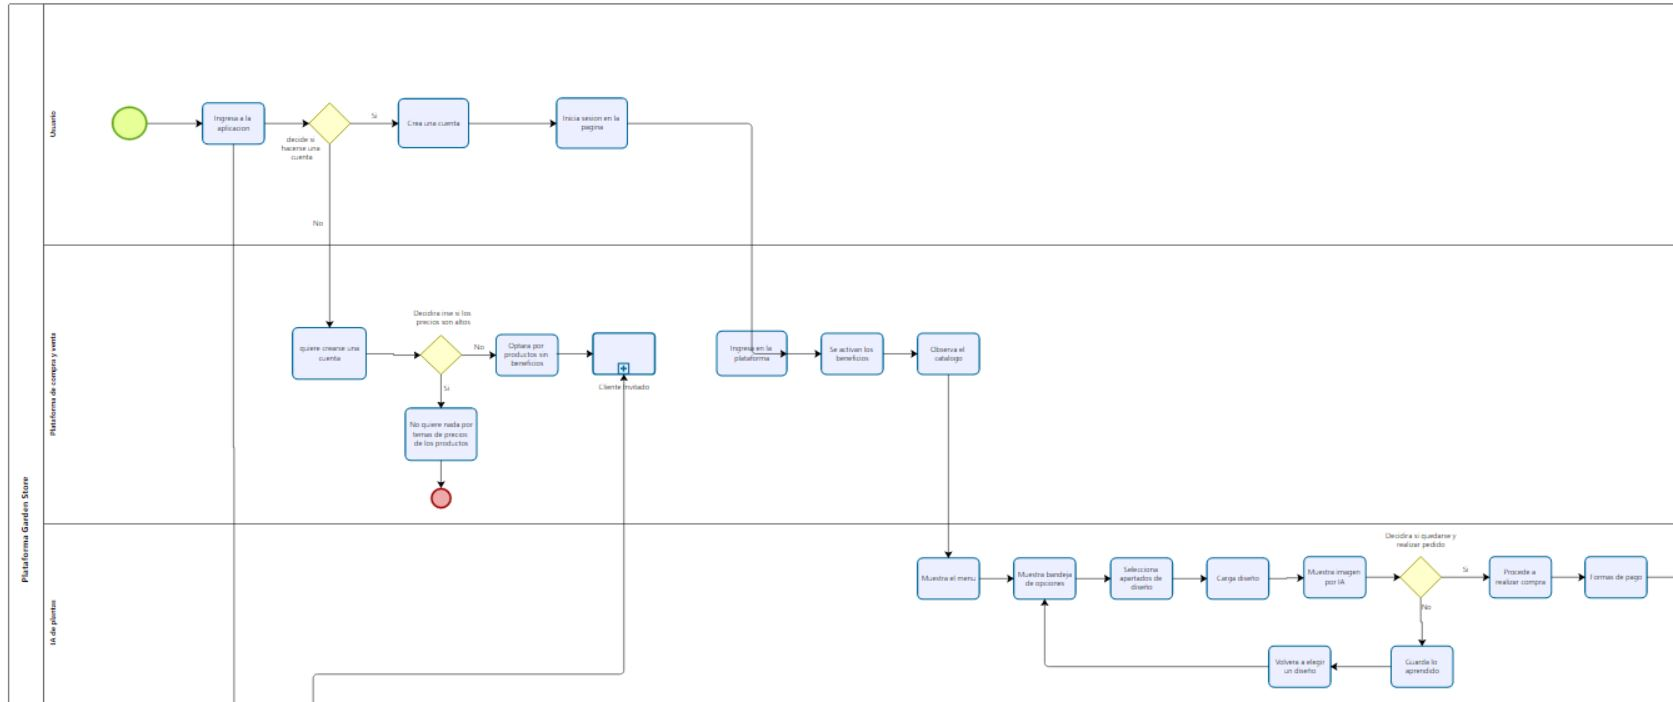 Plataforma Garden Store
Usuario
Ingresa a la
aplicacion
decide si
hacerse una
cuenta
Si
No
Crea una cuenta
Inicia sesion en la
pagina
Plataforma de compra y venta
quiere crearse una
cuenta
Decidira irse si los
precios son altos
No
Si
Optara por
productos sin
beneficios
Cliente Invitado
No quiere nada por
temas de precios
de los productos
Ingresa en la
plataforma
Se activan los
beneficios
Observa el
catalogo
IA de plantas
Muestra el menu
Muestra bandeja
de opciones
Selecciona
apartados de
diseño
Carga diseño
Muestra imagen
por IA
Decidira si quedarse y
realizar pedido
Si
No
Procede a
realizar compra
Formas de pago
Volvera a elegir
un diseño
Guarda lo
aprendido